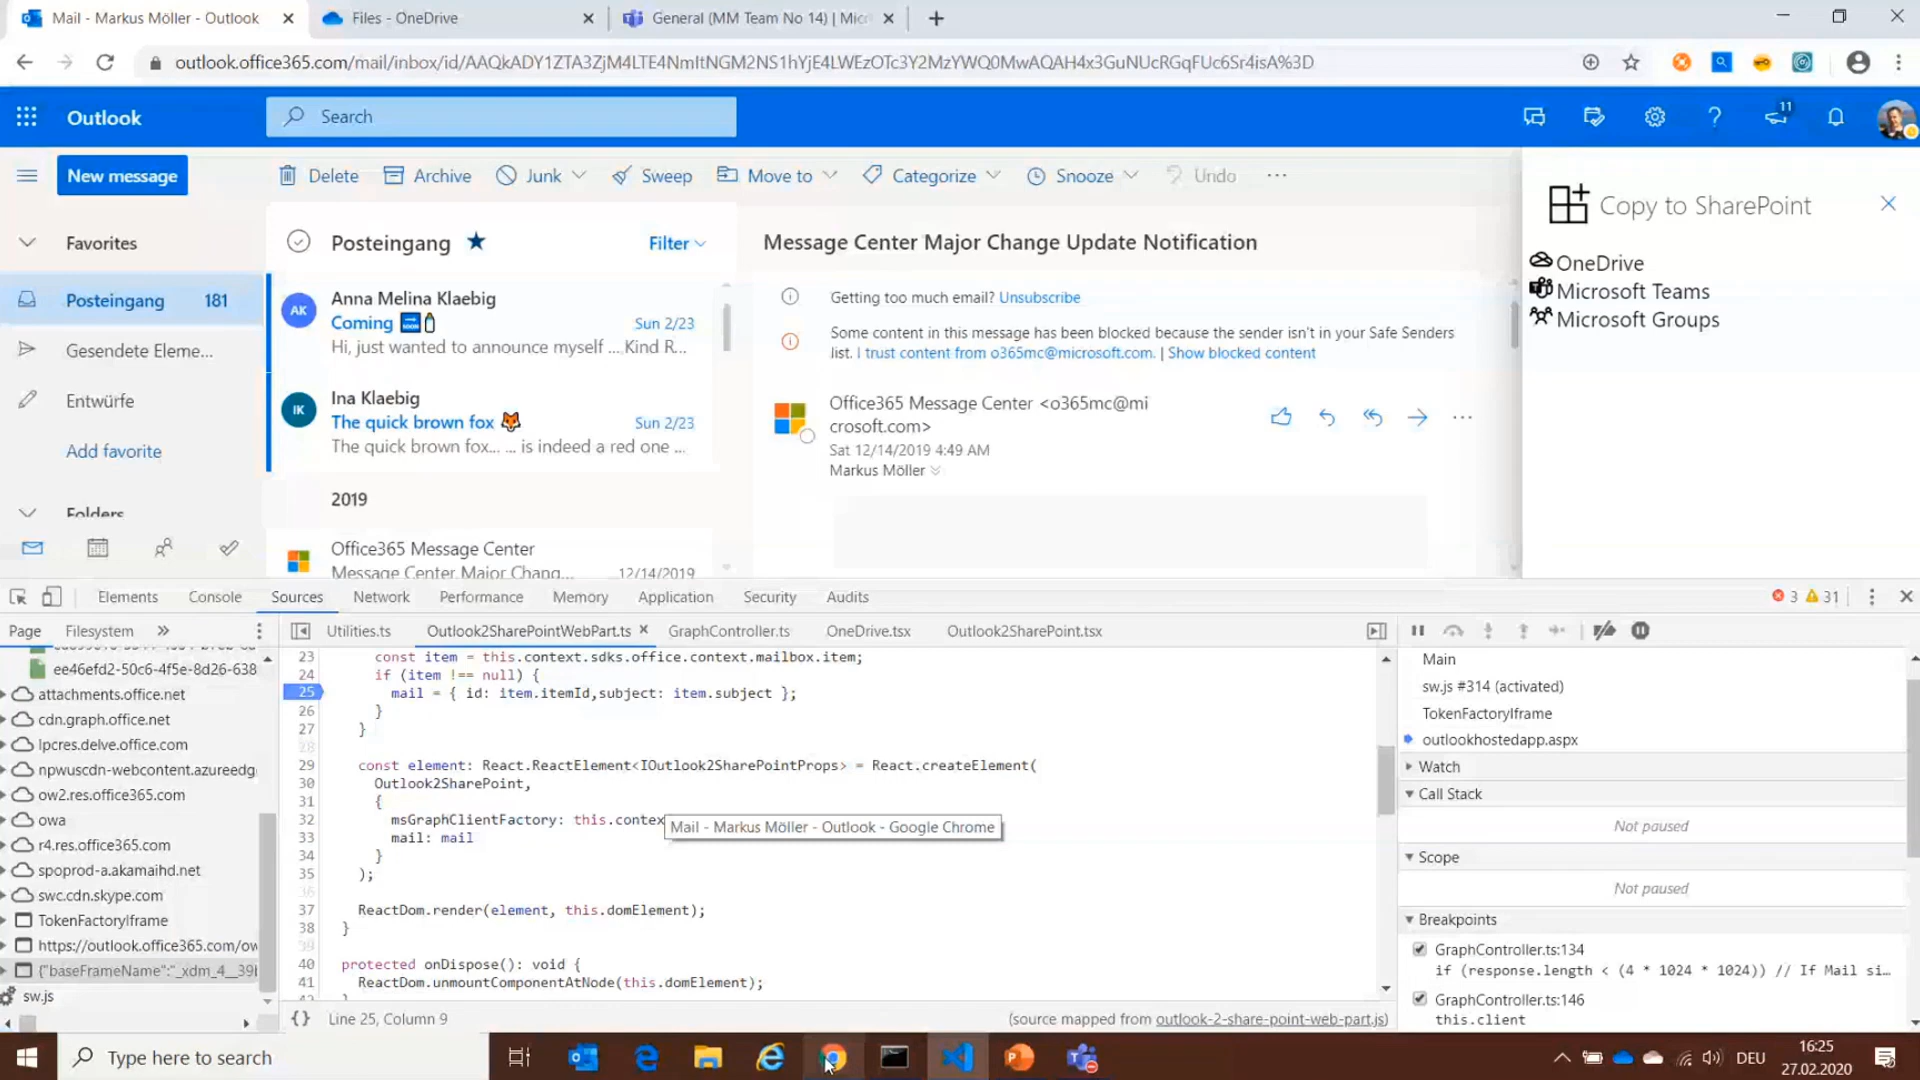 Mail - Markus Möller - Outlook
Files - OneDrive
General (MM Team No 14) | Micr
outlook.office365.com/mail/inbox/id/AAQkADY1ZTA3ZjM4LTE4NmItNGM2NS1hYjE4LWEzOTc3Y2MzYWQ0MwAQAH4x3GuNUcRGqFUc6Sr4isA%3D
Outlook
Search
11
New message
Delete
Archive
Junk
Sweep
Move to
Categorize
Snooze
Undo
Copy to SharePoint
OneDrive
Microsoft Teams
Microsoft Groups
Favorites
Posteingang 181
Gesendete Eleme...
Entwürfe
Add favorite
Folders
Posteingang
Filter
AK
Anna Melina Klaebig
Coming
Sun 2/23
Hi, just wanted to announce myself ... Kind R...
IK
Ina Klaebig
The quick brown fox
Sun 2/23
The quick brown fox... ... is indeed a red one ...
2019
Office365 Message Center
Message Center Major Chang...
12/14/2019
Message Center Major Change Update Notification
Getting too much email? Unsubscribe
Some content in this message has been blocked because the sender isn't in your Safe Senders
list. I trust content from o365mc@microsoft.com. | Show blocked content
Office365 Message Center <o365mc@mi
crosoft.com>
Sat 12/14/2019 4:49 AM
Markus Möller
Elements
Console
Sources
Network
Performance
Memory
Application
Security
Audits
3
31
Page
Filesystem
Utilities.ts
Outlook2SharePointWebPart.ts
GraphController.ts
OneDrive.tsx
Outlook2SharePoint.tsx
ee46efd2-50c6-4f5e-8d26-638
attachments.office.net
cdn.graph.office.net
lpcres.delve.office.com
npwuscdn-webcontent.azureedg
ow2.res.office365.com
owa
r4.res.office365.com
spoprod-a.akamaihd.net
swc.cdn.skype.com
TokenFactoryIframe
https://outlook.office365.com/ow
{"baseFrameName":"_xdm_4__39b
sw.js
23 const item = this.context.sdks.office.context.mailbox.item;
24 if (item !== null) {
25 mail = { id: item.itemId,subject: item.subject };
26 }
27 }
28
29 const element: React.ReactElement<IOutlook2SharePointProps> = React.createElement(
30 Outlook2SharePoint,
31 {
32 msGraphClientFactory: this.contex
Mail - Markus Möller - Outlook - Google Chrome
33 mail: mail
34 }
35 );
36
37 ReactDom.render(element, this.domElement);
38 }
39
40 protected onDispose(): void {
41 ReactDom.unmountComponentAtNode(this.domElement);
{} Line 25, Column 9
(source mapped from outlook-2-share-point-web-part.js)
Main
sw.js #314 (activated)
TokenFactoryIframe
outlookhostedapp.aspx
Watch
Call Stack
Not paused
Scope
Not paused
Breakpoints
GraphController.ts:134
if (response.length < (4 * 1024 * 1024)) // If Mail si...
GraphController.ts:146
this.client
Type here to search
DEU
16:25
27.02.2020